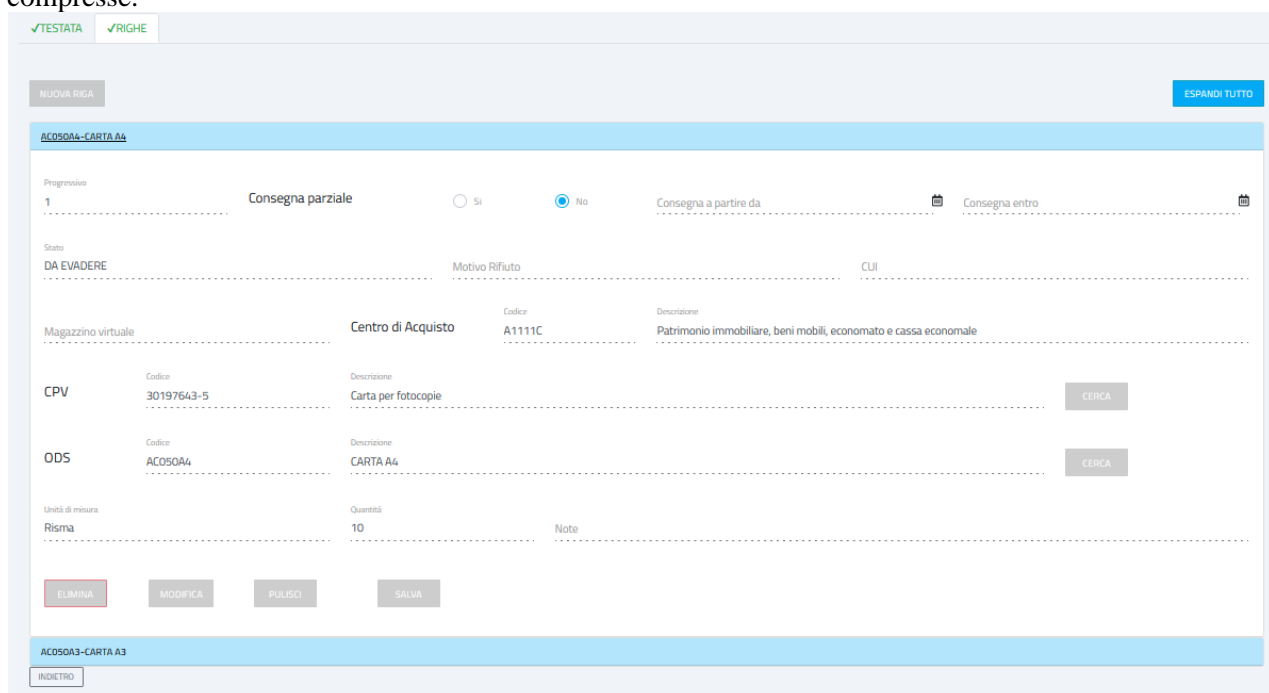 compresse.
✓TESTATA ✓RIGHE
NUOVA RIGA ESPANDI TUTTO
AC050A4-CARTA A4
Progressivo
1 Consegna parziale Si No Consegna a partire da Consegna entro
Stato
DA EVADERE Motivo Rifiuto CUI
Codice Descrizione
Magazzino virtuale Centro di Acquisto A1111C Patrimonio immobiliare, beni mobili, economato e cassa economale
Codice Descrizione
CPV 30197643-5 Carta per fotocopie CERCA
Codice Descrizione
ODS AC050A4 CARTA A4 CERCA
Unità di misura Quantità
Risma 10 Note
ELIMINA MODIFICA PULISCI SALVA
AC050A3-CARTA A3
INDIETRO